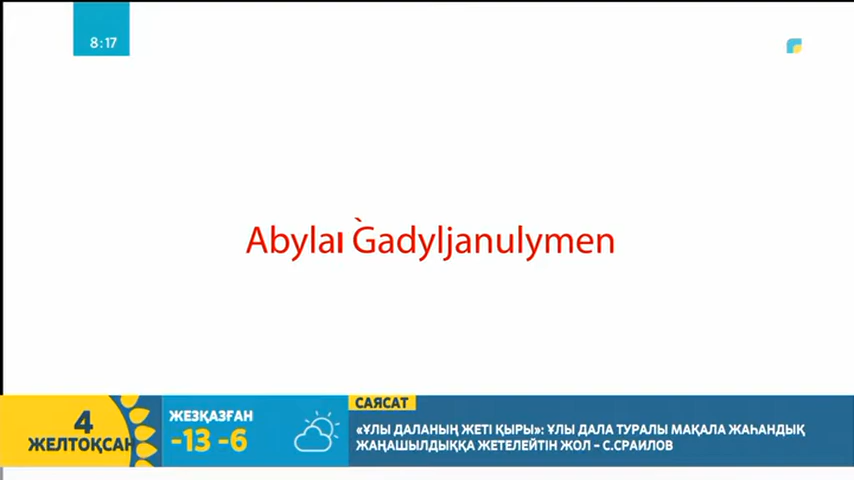 8:17
Abylaı G̀adyljanulymen
4
ЖЕЛТОҚСАН
ЖЕЗҚАЗҒАН
-13 -6
САЯСАТ
«ҰЛЫ ДАЛАНЫҢ ЖЕТІ ҚЫРЫ»: ҰЛЫ ДАЛА ТУРАЛЫ МАҚАЛА ЖАҺАНДЫҚ
ЖАҢАШЫЛДЫҚҚА ЖЕТЕЛЕЙТІН ЖОЛ – С.СРАИЛОВ